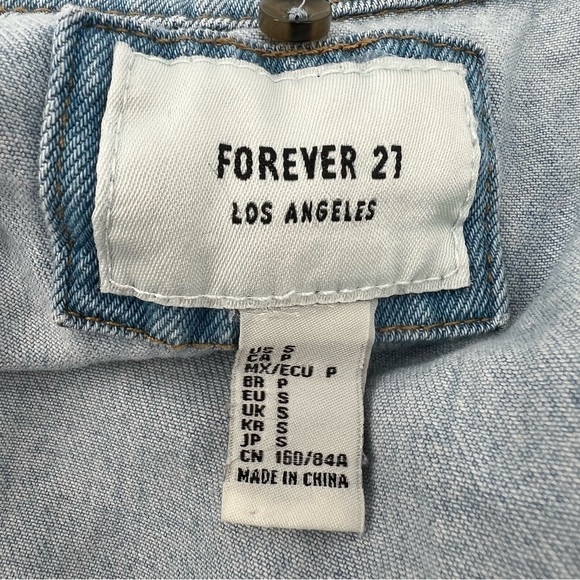 FOREVER 21
LOS ANGELES
US S
CA P
MX/ECU P
BR P
EU S
UK S
KR S
JP S
CN 160/84A
MADE IN CHINA